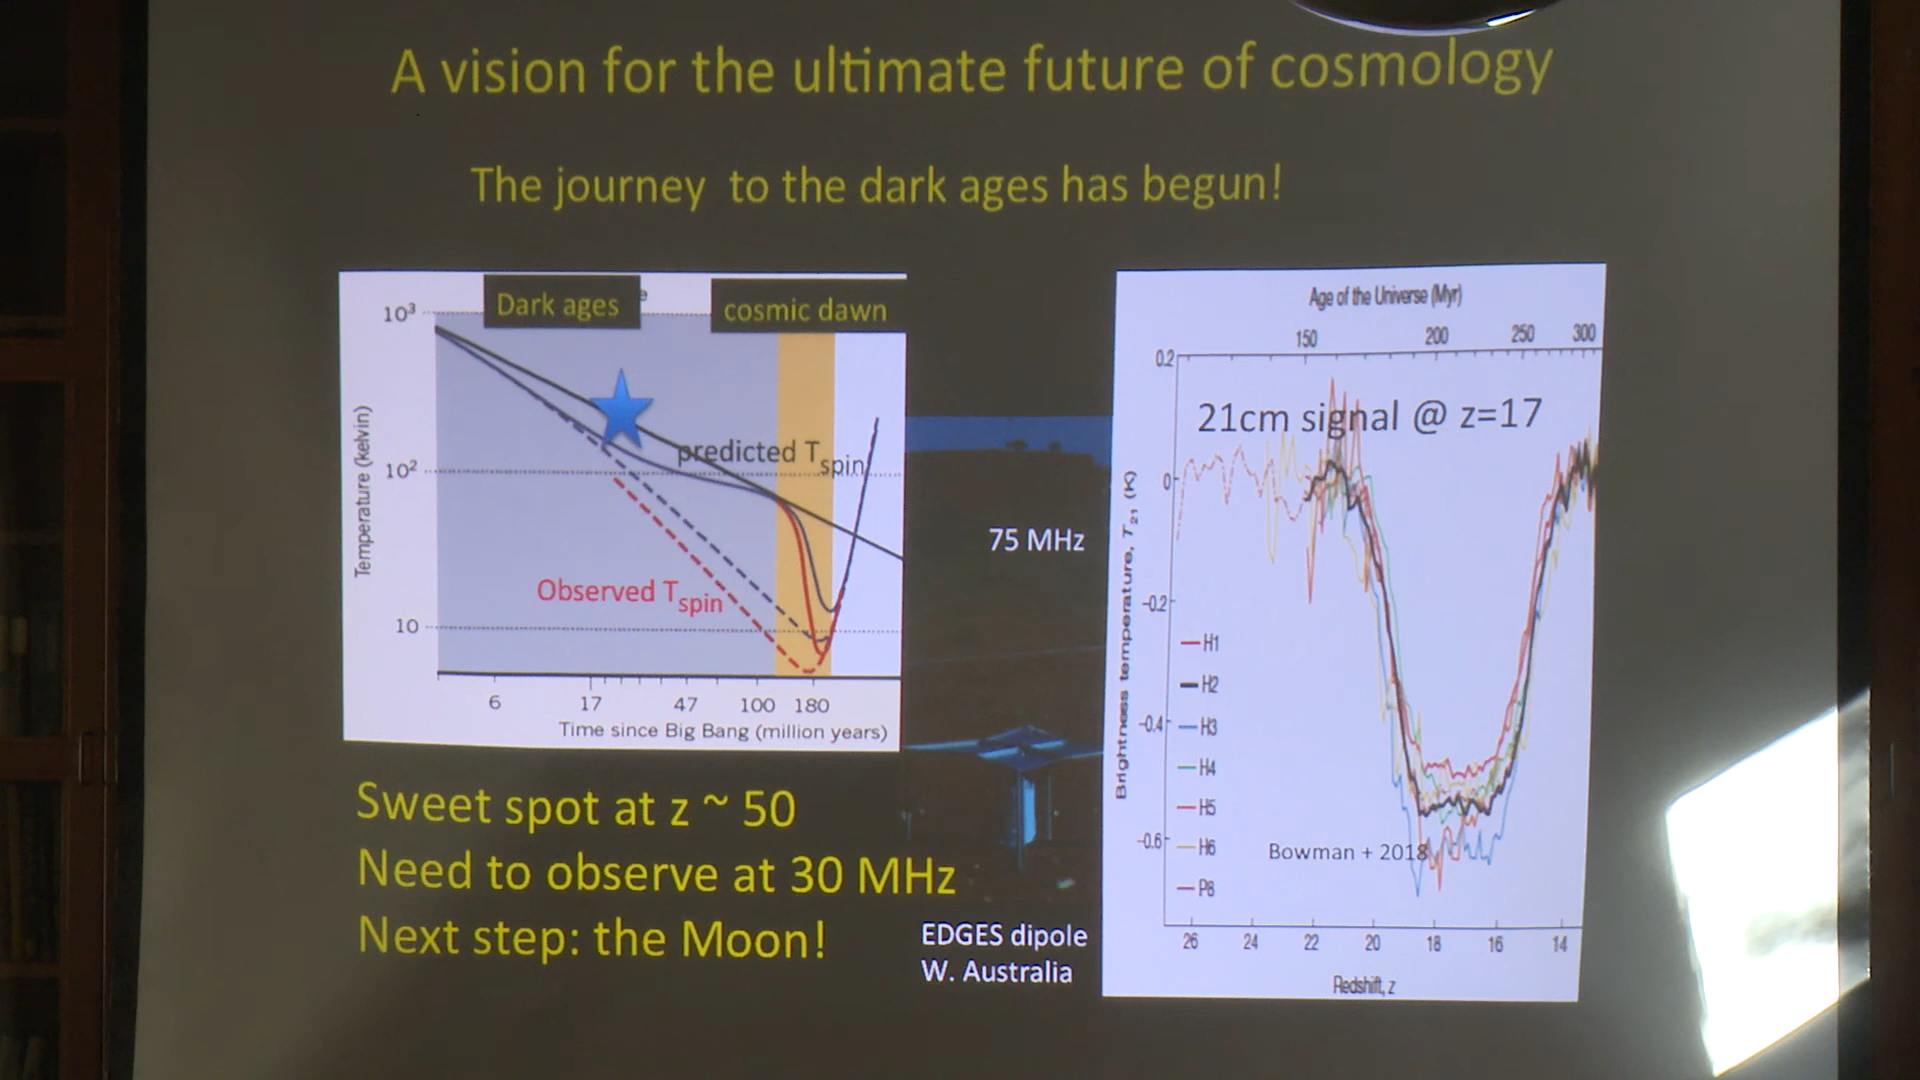 A vision for the ultimate future of cosmology
The journey to the dark ages has begun!
Dark ages
e
cosmic dawn
10³
10²
10
Temperature (kelvin)
predicted Tspin
Observed Tspin
6 17 47 100 180
Time since Big Bang (million years)
Sweet spot at z ~ 50
Need to observe at 30 MHz
Next step: the Moon!
75 MHz
EDGES dipole
W. Australia
Age of the Universe (Myr)
150 200 250 300
21cm signal @ z=17
0.2
0
-0.2
-0.4
-0.6
Brightness temperature, T21 (K)
H1
H2
H3
H4
H5
H6
P8
Bowman + 2018
26 24 22 20 18 16 14
Redshift, z